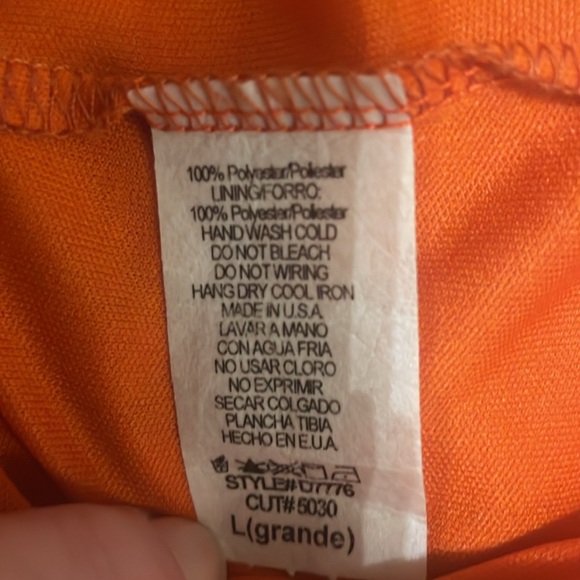 100% Polyester/Poliester
LINING/FORRO:
100% Polyester/Poliester
HAND WASH COLD
DO NOT BLEACH
DO NOT WIRING
HANG DRY COOL IRON
MADE IN U.S.A.
LAVAR A MANO
CON AGUA FRIA
NO USAR CLORO
NO EXPRIMIR
SECAR COLGADO
PLANCHA TIBIA
HECHO EN E.U.A.
STYLE# U7776
CUT# 5030
L(grande)